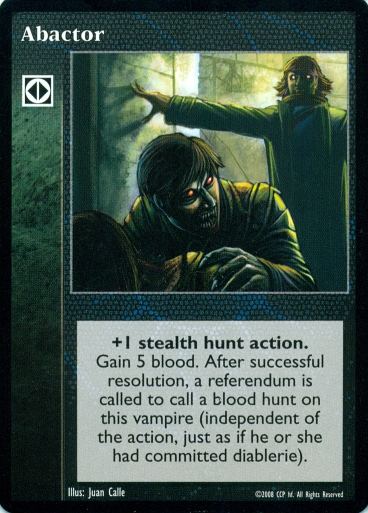 Abactor
+1 stealth hunt action.
Gain 5 blood. After successful
resolution, a referendum is
called to call a blood hunt on
this vampire (independent of
the action, just as if he or she
had committed diablerie).
Illus: Juan Calle
©2008 CCP hf. All Rights Reserved